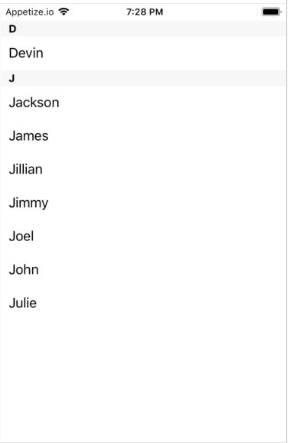 Appetize.io 7:28 PM
D
Devin
J
Jackson
James
Jillian
Jimmy
Joel
John
Julie